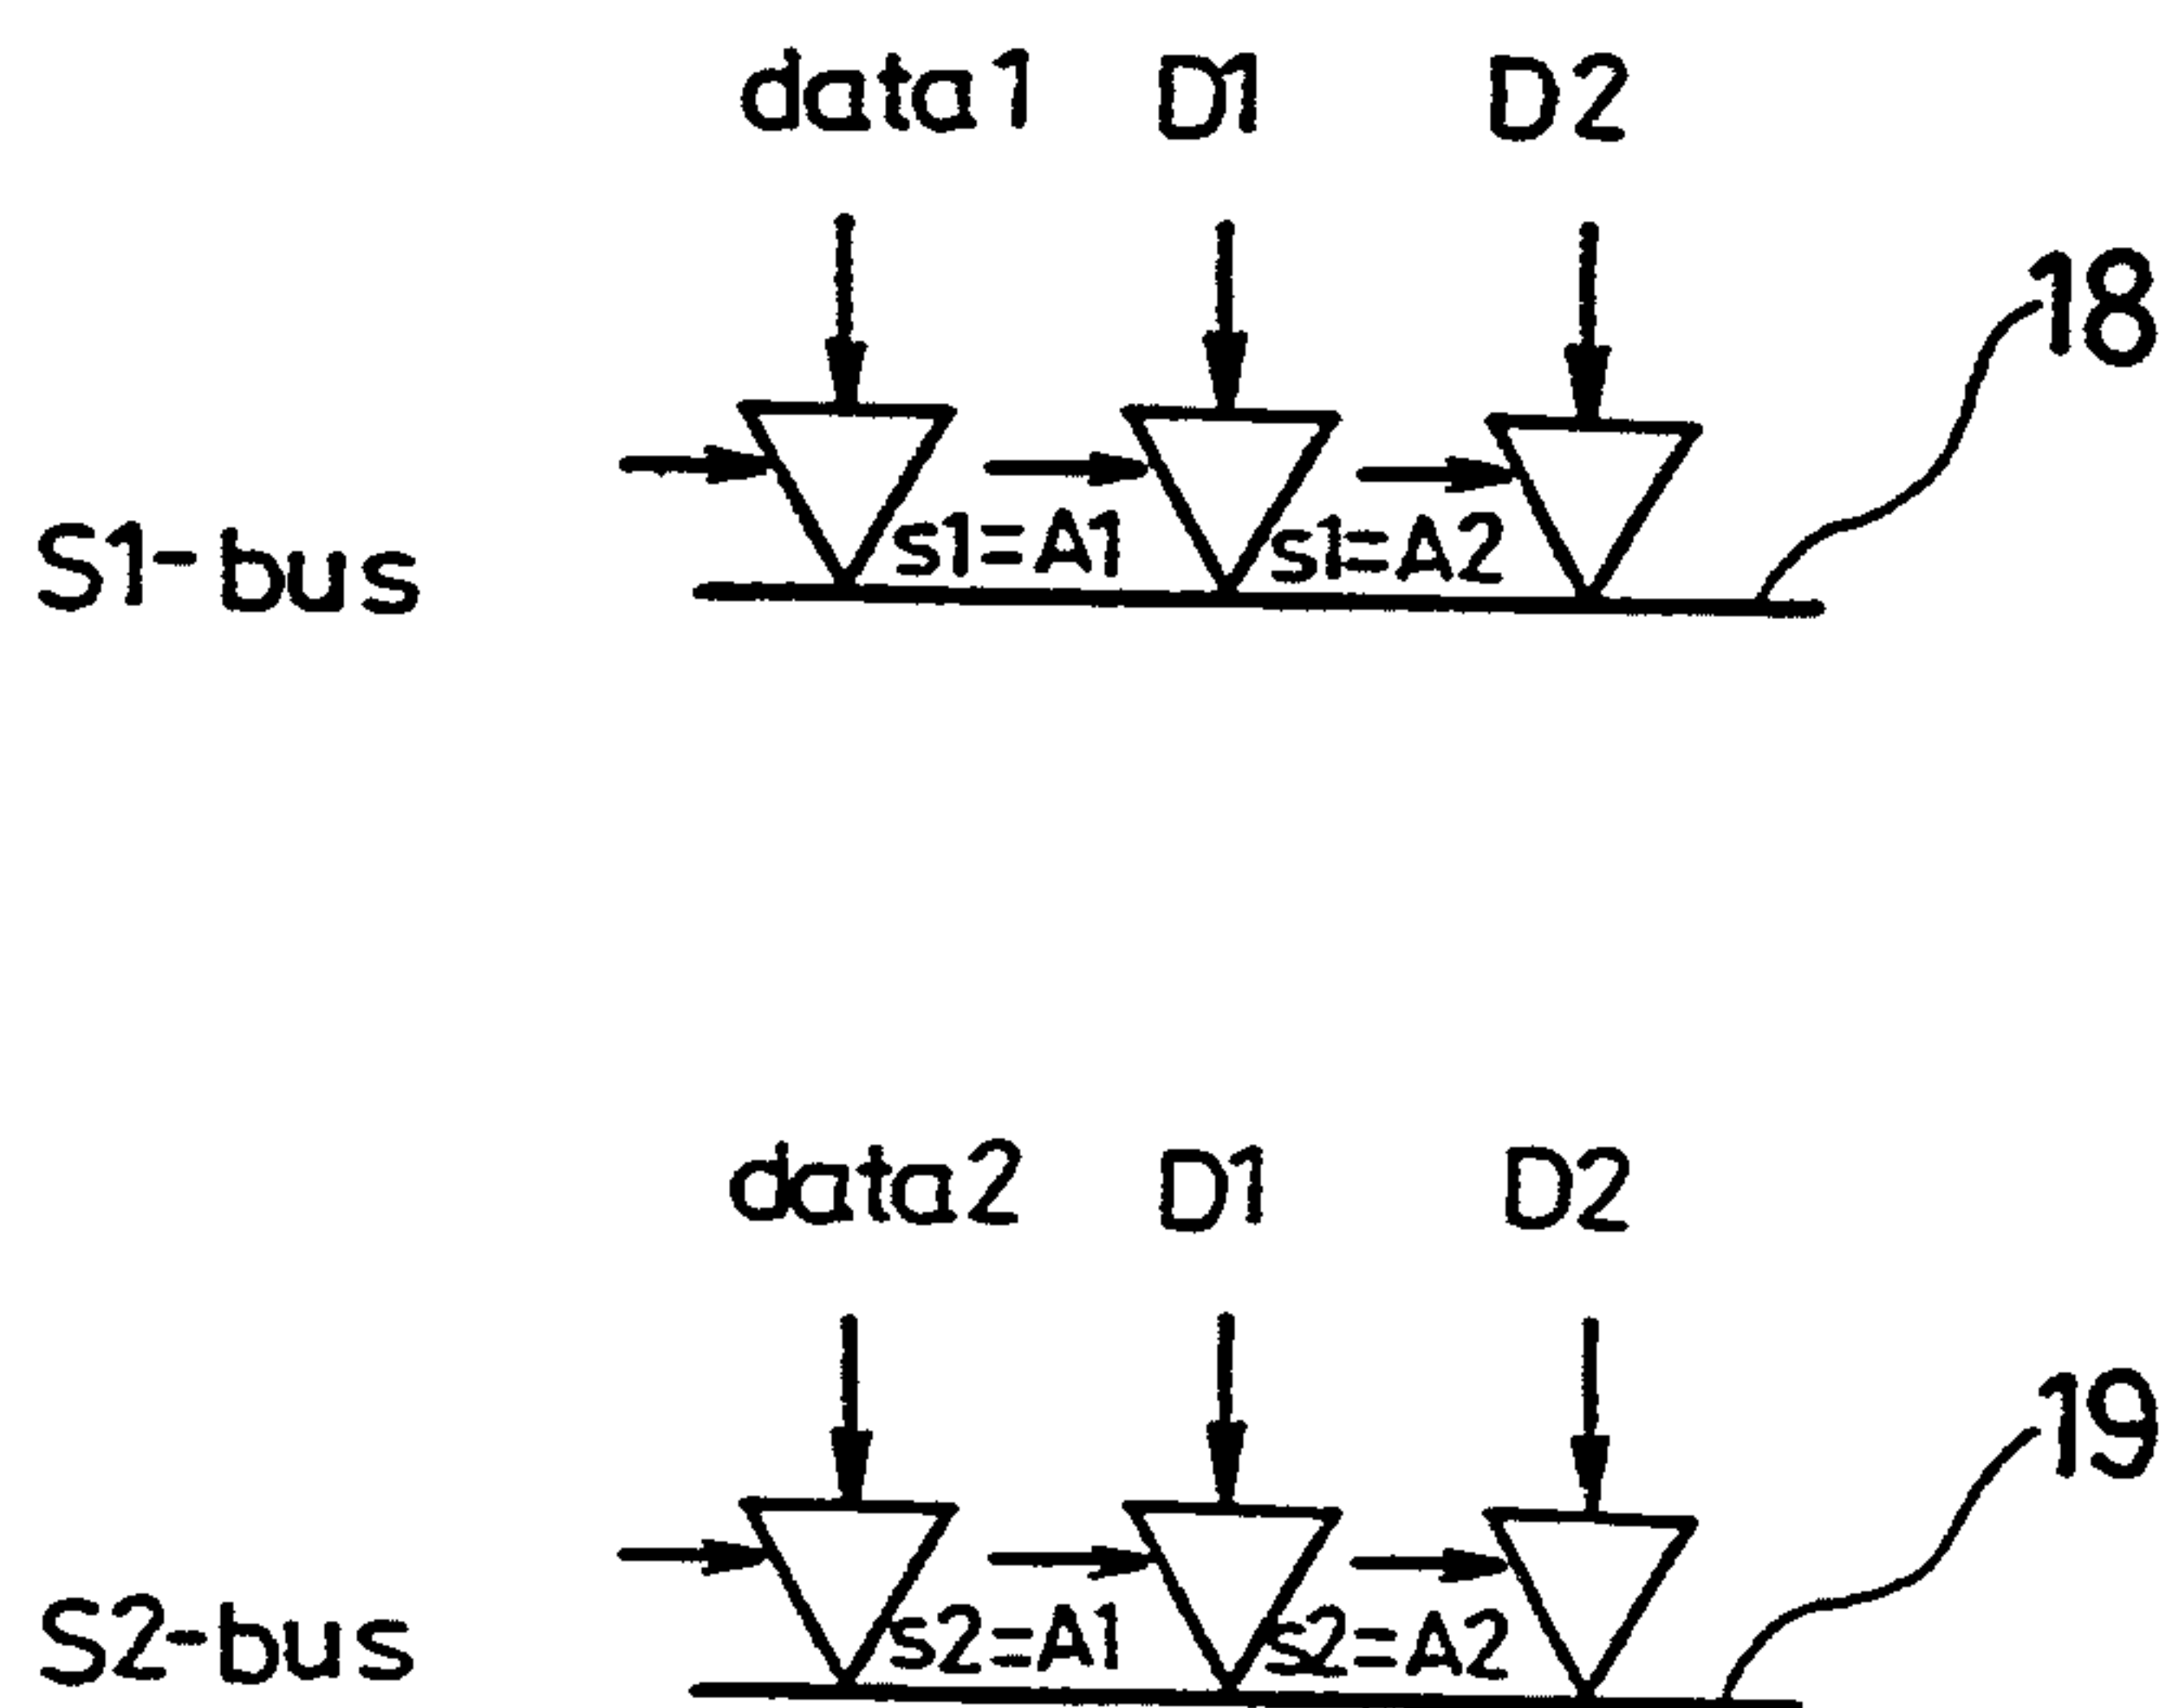 data1 D1 D2
18
s1=A1 s1=A2
S1-bus
data2 D1 D2
19
s2=A1 s2=A2
S2-bus